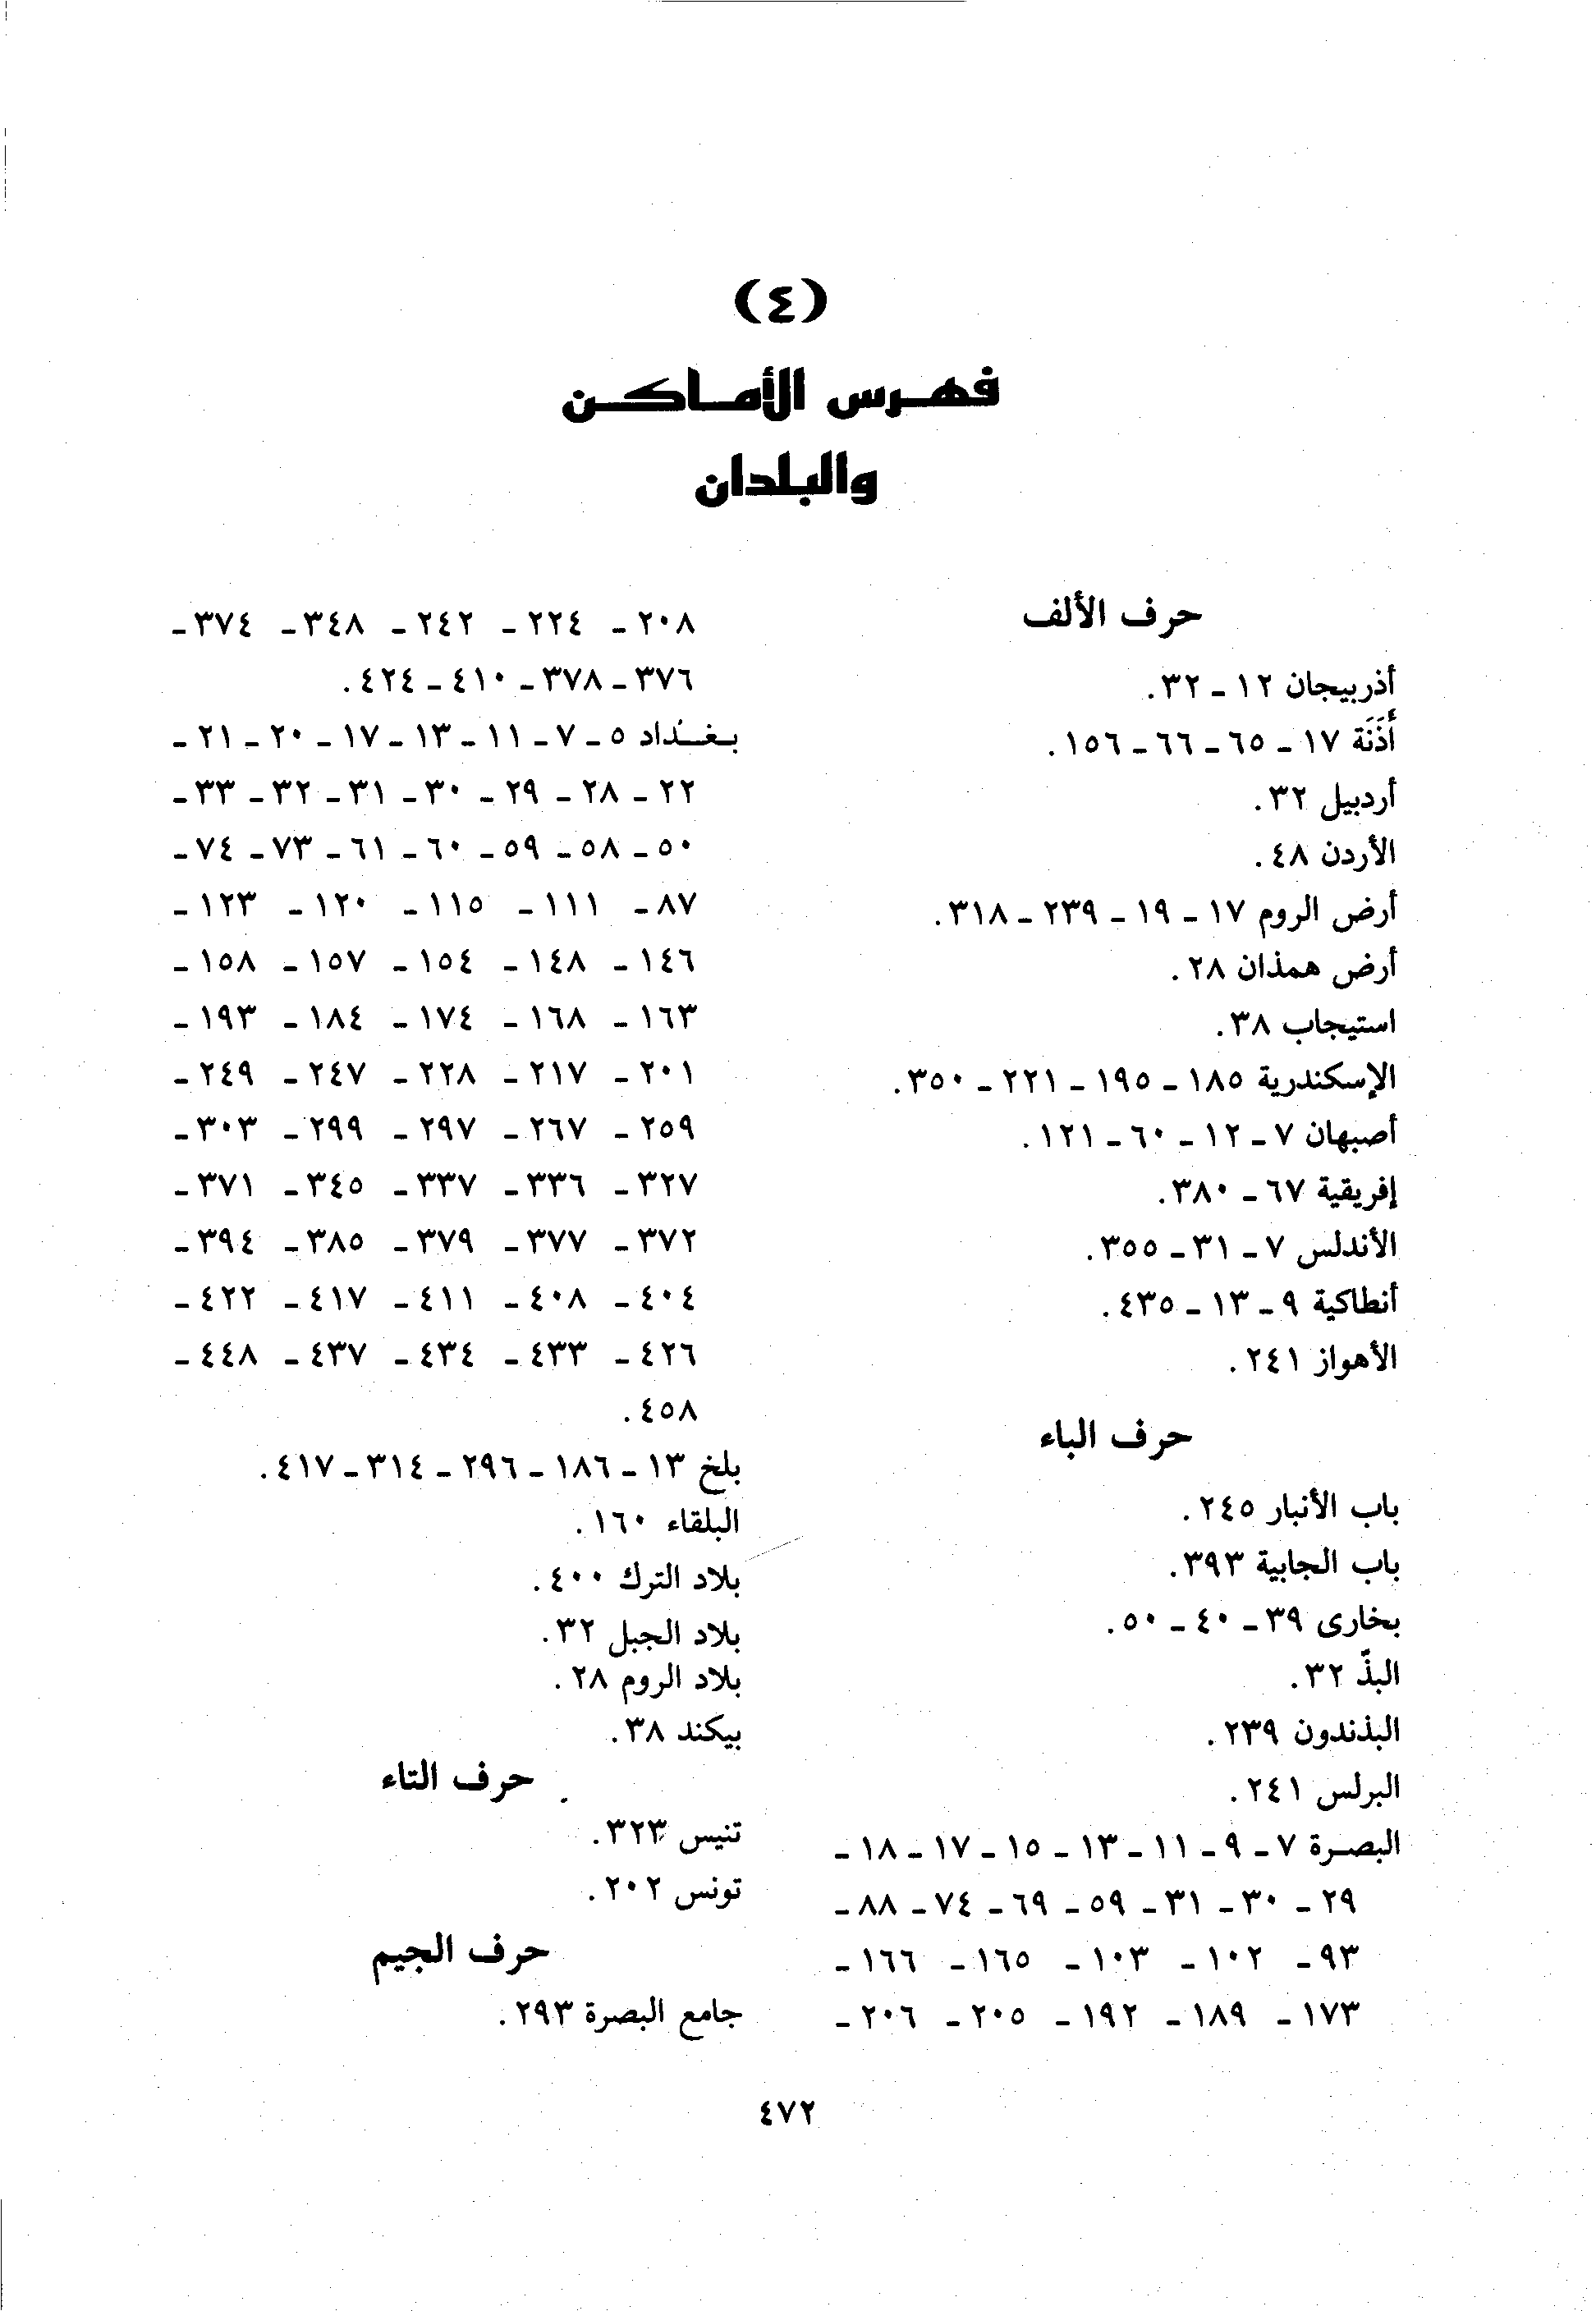 (٤)
فهرس الأماكن
والبلدان
حرف الألف
أذربيجان ١٢ - ٣٢.
أَذَنَة ١٧ - ٦٥ - ٦٦ - ١٥٦.
أردبيل ٣٢.
الأردن ٤٨.
أرض الروم ١٧ - ١٩ - ٢٣٩ - ٣١٨.
أرض همذان ٢٨.
استيجاب ٣٨.
الإسكندرية ١٨٥ - ١٩٥ - ٢٢١ - ٣٥٠.
أصبهان ٧ - ١٢ - ٦٠ - ١٢١.
إفريقية ٦٧ - ٣٨٠.
الأندلس ٧ - ٣١ - ٣٥٥.
أنطاكية ٩ - ١٣ - ٤٣٥.
الأهواز ٢٤١.
حرف الباء
باب الأنبار ٢٤٥.
باب الجابية ٣٩٣.
بخارى ٣٩ - ٤٠ - ٥٠.
البذّ ٣٢.
البذندون ٢٣٩.
البرلس ٢٤١.
البصرة ٧ - ٩ - ١١ - ١٣ - ١٥ - ١٧ - ١٨ -
٢٩ - ٣٠ - ٣١ - ٥٩ - ٦٩ - ٧٤ - ٨٨ -
٩٣ - ١٠٢ - ١٠٣ - ١٦٥ - ١٦٦ -
١٧٣ - ١٨٩ - ١٩٢ - ٢٠٥ - ٢٠٦ -
٢٠٨ - ٢٢٤ - ٢٤٢ - ٣٤٨ - ٣٧٤ -
٣٧٦ - ٣٧٨ - ٤١٠ - ٤٢٤.
بغداد ٥ - ٧ - ١١ - ١٣ - ١٧ - ٢٠ - ٢١ -
٢٢ - ٢٨ - ٢٩ - ٣٠ - ٣١ - ٣٢ - ٣٣ -
٥٠ - ٥٨ - ٥٩ - ٦٠ - ٦١ - ٧٣ - ٧٤ -
٨٧ - ١١١ - ١١٥ - ١٢٠ - ١٢٣ -
١٤٦ - ١٤٨ - ١٥٤ - ١٥٧ - ١٥٨ -
١٦٣ - ١٦٨ - ١٧٤ - ١٨٤ - ١٩٣ -
٢٠١ - ٢١٧ - ٢٢٨ - ٢٤٧ - ٢٤٩ -
٢٥٩ - ٢٦٧ - ٢٩٧ - ٢٩٩ - ٣٠٣ -
٣٢٧ - ٣٣٦ - ٣٣٧ - ٣٤٥ - ٣٧١ -
٣٧٢ - ٣٧٧ - ٣٧٩ - ٣٨٥ - ٣٩٤ -
٤٠٤ - ٤٠٨ - ٤١١ - ٤١٧ - ٤٢٢ -
٤٢٦ - ٤٣٣ - ٤٣٤ - ٤٣٧ - ٤٤٨ -
٤٥٨.
بلخ ١٣ - ١٨٦ - ٢٩٦ - ٣١٤ - ٤١٧.
البلقاء ١٦٠.
بلاد الترك ٤٠٠.
بلاد الجبل ٣٢.
بلاد الروم ٢٨.
بيكند ٣٨.
حرف التاء
تنيس ٣٢٣.
تونس ٢٠٢.
حرف الجيم
جامع البصرة ٢٩٣.
٤٧٢